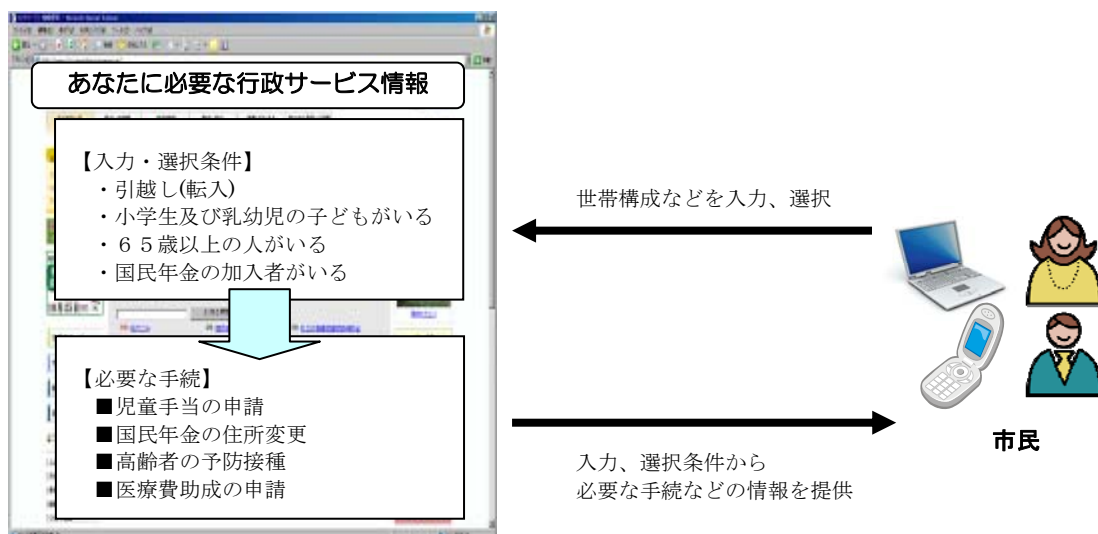 あなたに必要な行政サービス情報
【入力・選択条件】
・引越し(転入)
・小学生及び乳幼児の子どもがいる
・６５歳以上の人がいる
・国民年金の加入者がいる
【必要な手続】
■児童手当の申請
■国民年金の住所変更
■高齢者の予防接種
■医療費助成の申請
世帯構成などを入力、選択
市民
入力、選択条件から
必要な手続などの情報を提供